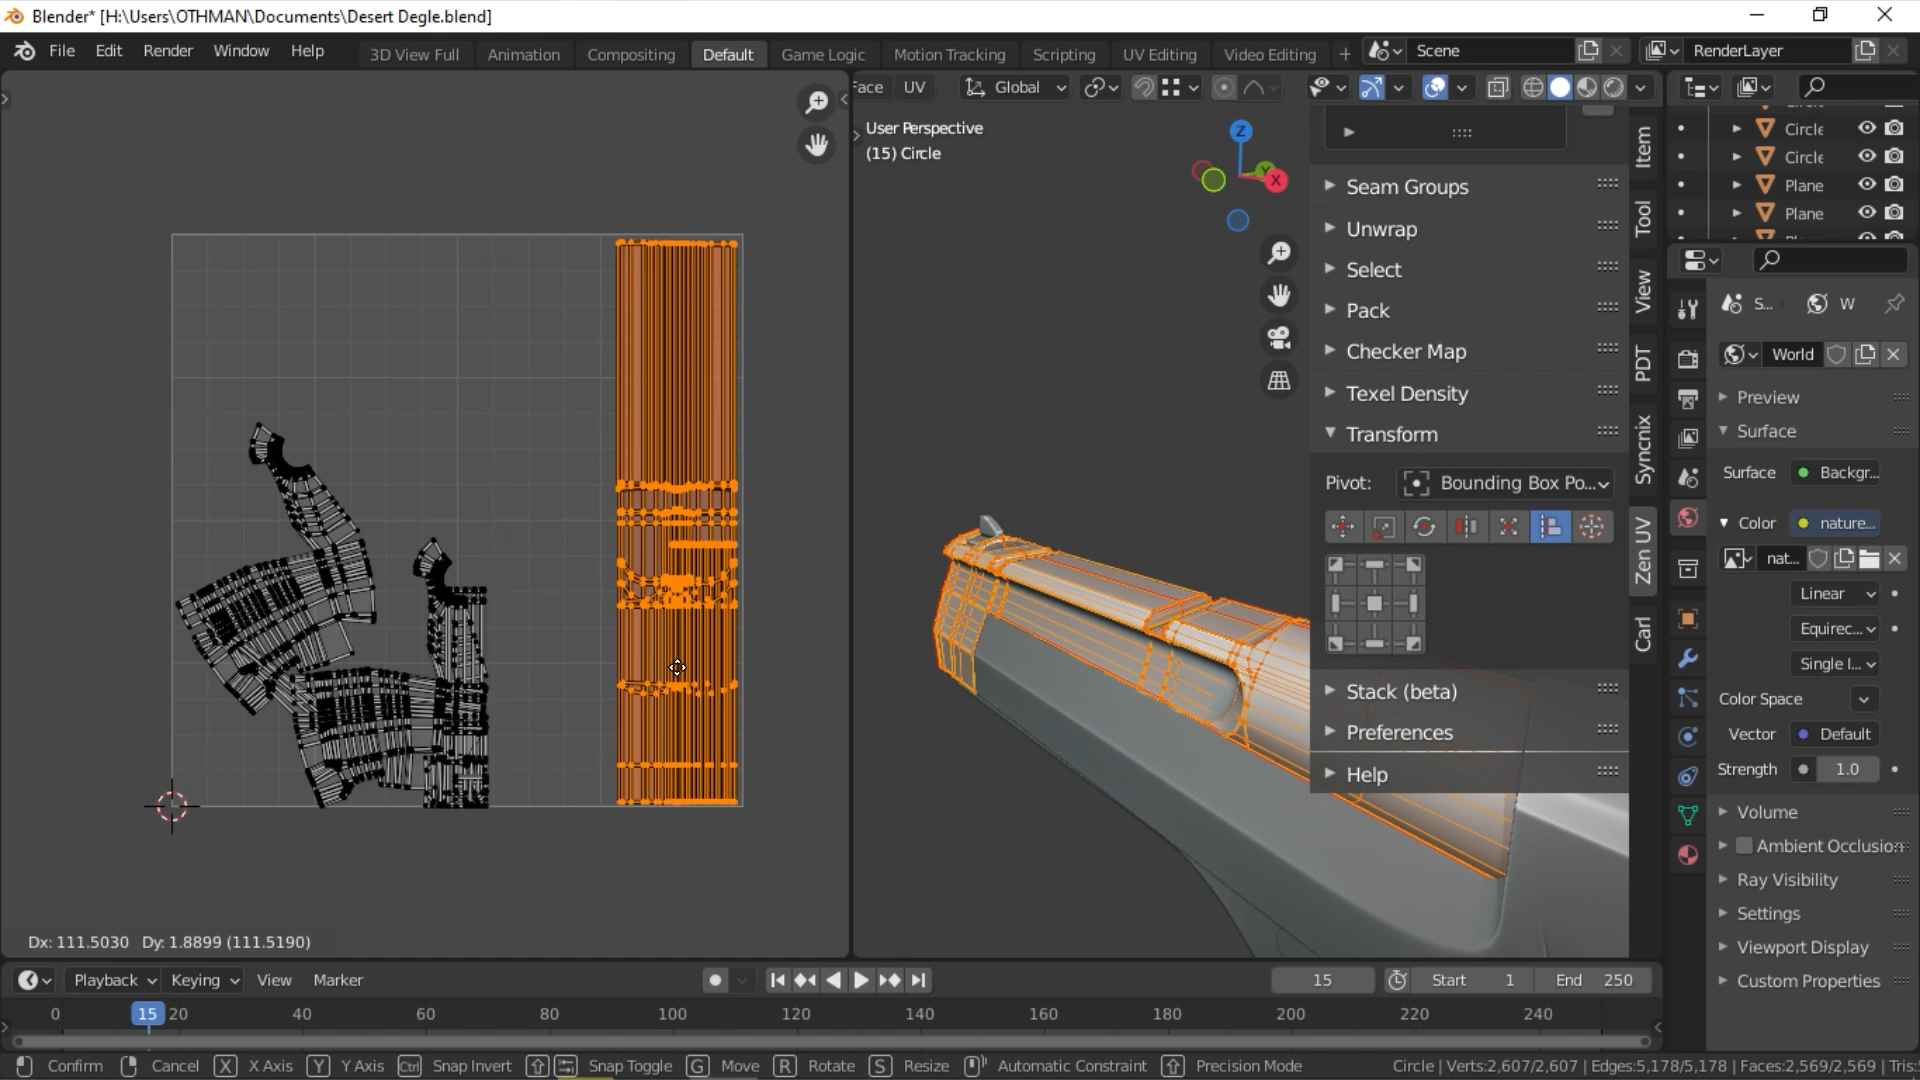 Blender* [H:\Users\OTHMAN\Documents\Desert Degle.blend]
File Edit Render Window Help
3D View Full Animation Compositing Default Game Logic Motion Tracking Scripting UV Editing Video Editing +
Scene
RenderLayer
Face UV Global
User Perspective
(15) Circle
Z
Y
X
Seam Groups
Unwrap
Select
Pack
Checker Map
Texel Density
Transform
Pivot: Bounding Box Po...
Stack (beta)
Preferences
Help
Item
Tool
View
PDT
Syncnix
Zen UV
Carl
Circle
Circle
Plane
Plane
S... W
World
Preview
Surface
Surface Backgr...
Color nature...
nat...
Linear
Equirec...
Single I...
Color Space
Vector Default
Strength 1.0
Volume
Ambient Occlusion
Ray Visibility
Settings
Viewport Display
Custom Properties
Dx: 111.5030 Dy: 1.8899 (111.5190)
Playback Keying View Marker
15 Start 1 End 250
0 15 20 40 60 80 100 120 140 160 180 200 220 240
Confirm Cancel X X Axis Y Y Axis Ctrl Snap Invert Snap Toggle G Move R Rotate S Resize Automatic Constraint Precision Mode
Circle | Verts:2,607/2,607 | Edges:5,178/5,178 | Faces:2,569/2,569 | Tris: